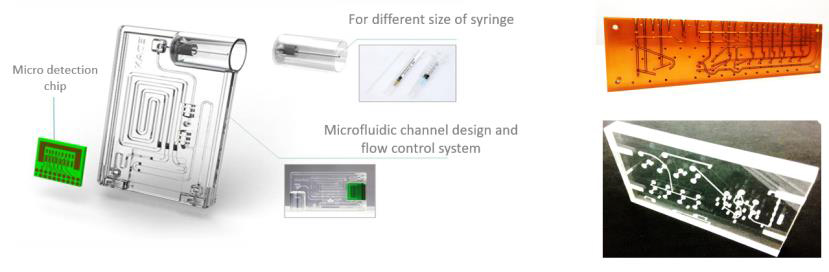 For different size of syringe
Micro detection
chip
Microfluidic channel design and
flow control system